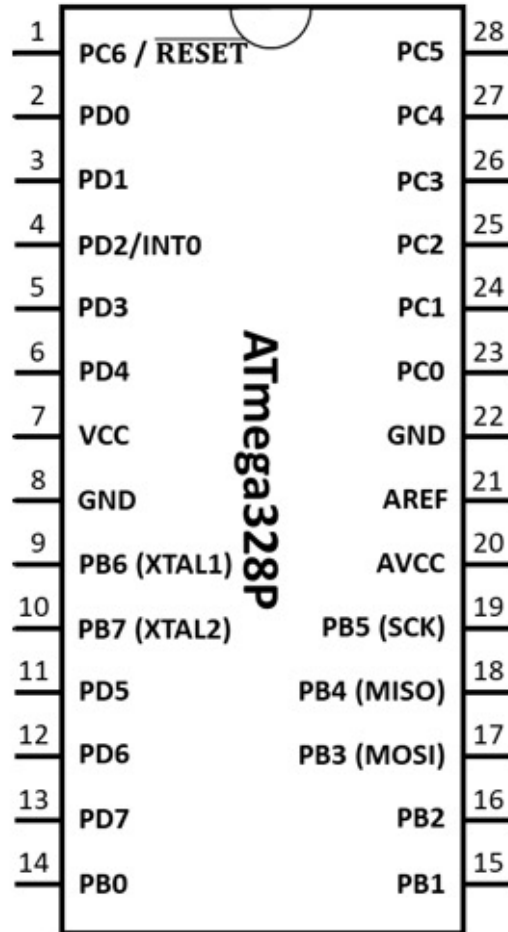 1 PC6 / RESET PC5 28
2 PD0 PC4 27
3 PD1 PC3 26
4 PD2/INT0 PC2 25
5 PD3 PC1 24
6 PD4 PC0 23
7 VCC GND 22
8 GND AREF 21
9 PB6 (XTAL1) AVCC 20
10 PB7 (XTAL2) PB5 (SCK) 19
11 PD5 PB4 (MISO) 18
12 PD6 PB3 (MOSI) 17
13 PD7 PB2 16
14 PB0 PB1 15
ATmega328P